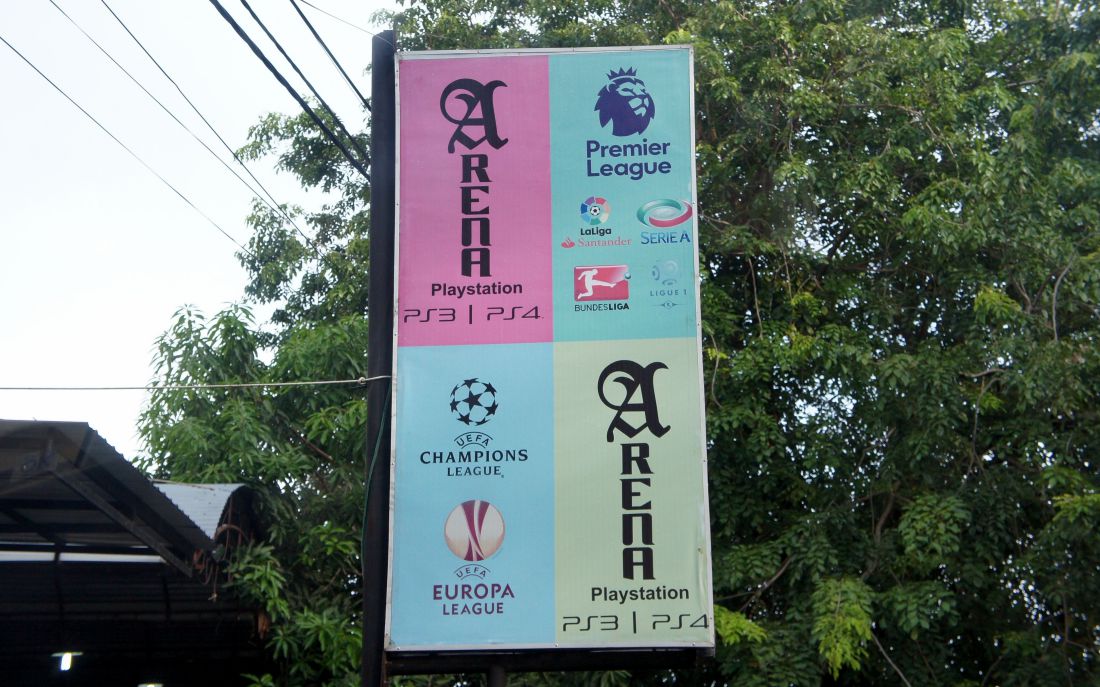 ARENA
Playstation
PS3 | PS4
Premier
League
LaLiga
Santander
SERIE A
BUNDESLIGA
LIGUE 1
UEFA
CHAMPIONS
LEAGUE
UEFA
EUROPA
LEAGUE
ARENA
Playstation
PS3 | PS4